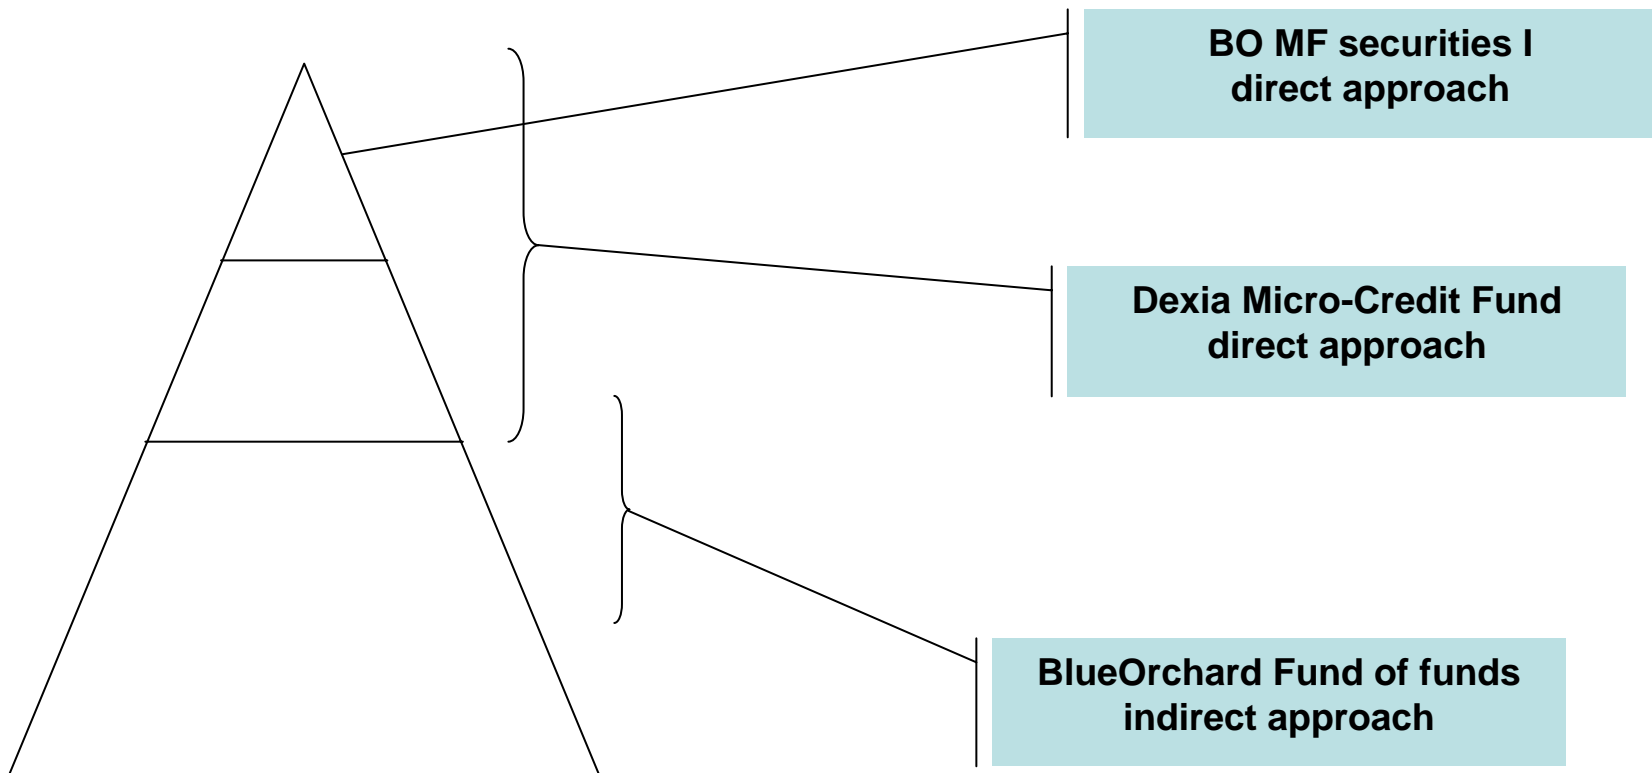 BO MF securities I
direct approach
Dexia Micro-Credit Fund
direct approach
BlueOrchard Fund of funds
indirect approach